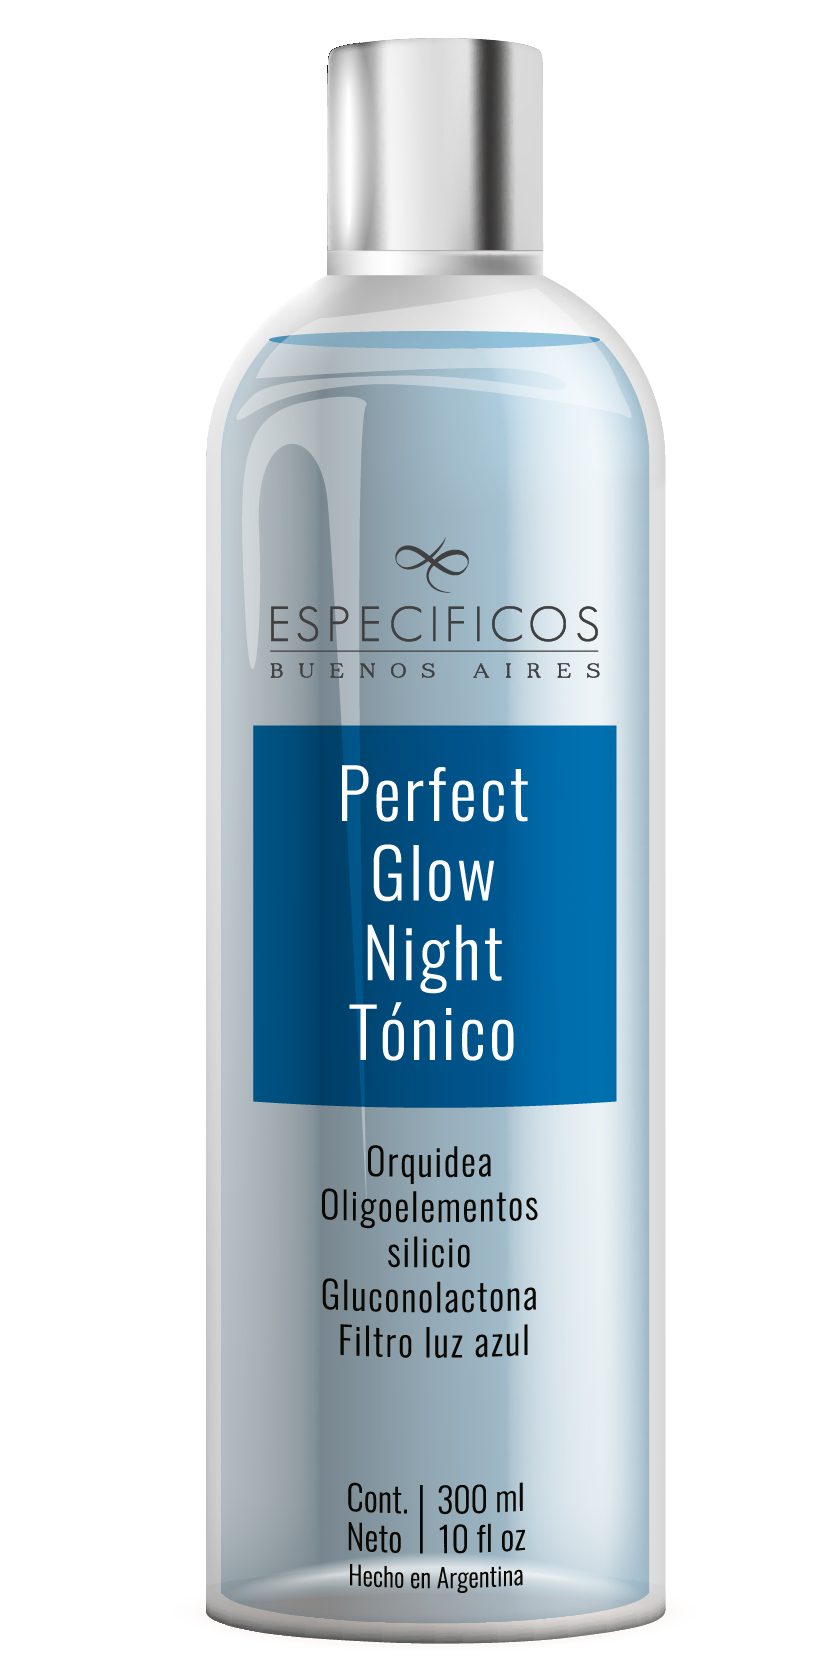 ESPECIFICOS
BUENOS AIRES
Perfect
Glow
Night
Tónico
Orquidea
Oligoelementos
silicio
Gluconolactona
Filtro luz azul
Cont. 300 ml
Neto 10 fl oz
Hecho en Argentina